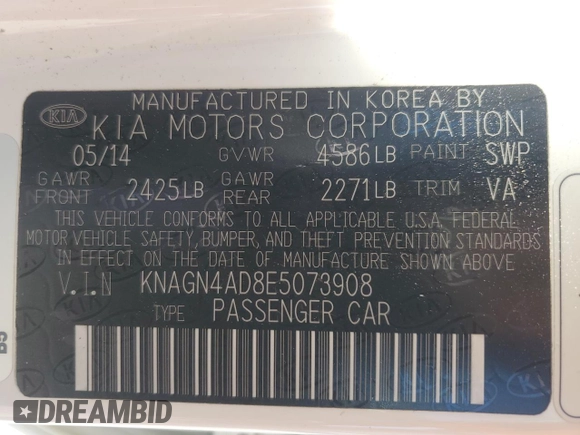 MANUFACTURED IN KOREA BY
KIA KIA MOTORS CORPORATION
05/14 GVWR 4586LB PAINT SWP
GAWR FRONT 2425LB GAWR REAR 2271LB TRIM VA
THIS VEHICLE CONFORMS TO ALL APPLICABLE U.S.A. FEDERAL
MOTOR VEHICLE SAFETY, BUMPER, AND THEFT PREVENTION STANDARDS
IN EFFECT ON THE DATE OF MANUFACTURE SHOWN ABOVE
V.I.N KNAGN4AD8E5073908
TYPE PASSENGER CAR
KIA
DREAMBID